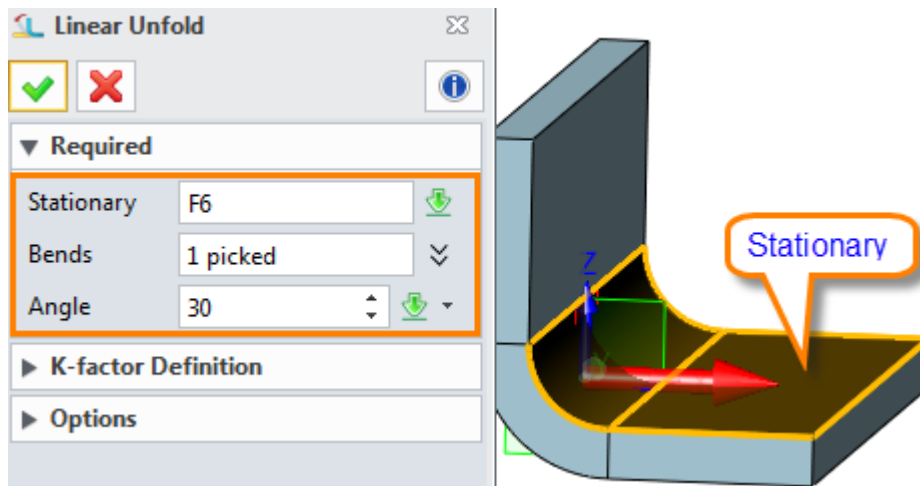 Linear Unfold
Required
Stationary F6
Bends 1 picked
Angle 30
K-factor Definition
Options
Stationary
Z